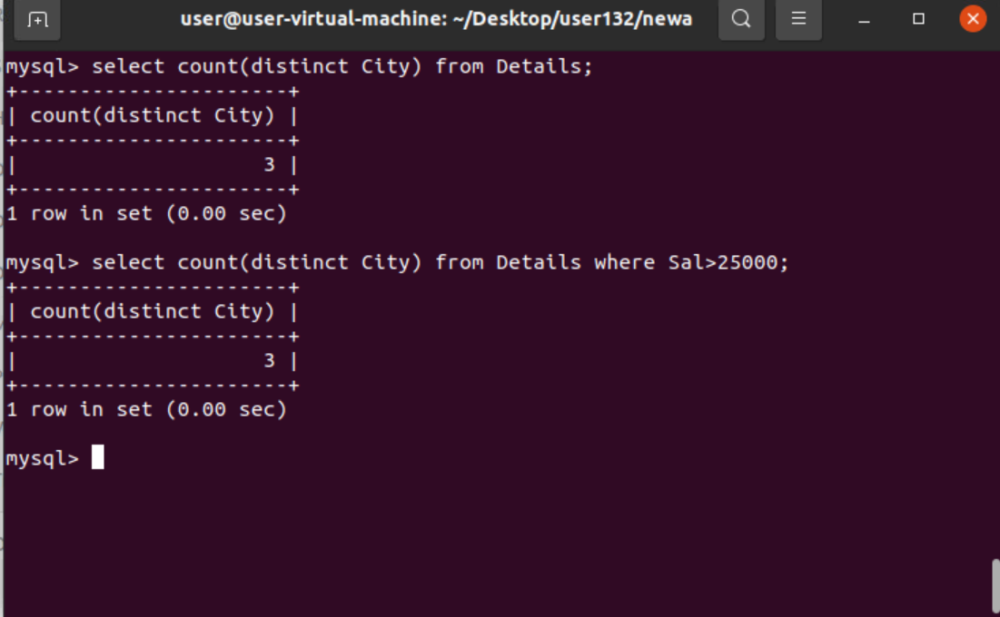 user@user-virtual-machine: ~/Desktop/user132/newa
mysql> select count(distinct City) from Details;
+----------------------+
| count(distinct City) |
+----------------------+
|                    3 |
+----------------------+
1 row in set (0.00 sec)
mysql> select count(distinct City) from Details where Sal>25000;
+----------------------+
| count(distinct City) |
+----------------------+
|                    3 |
+----------------------+
1 row in set (0.00 sec)
mysql>